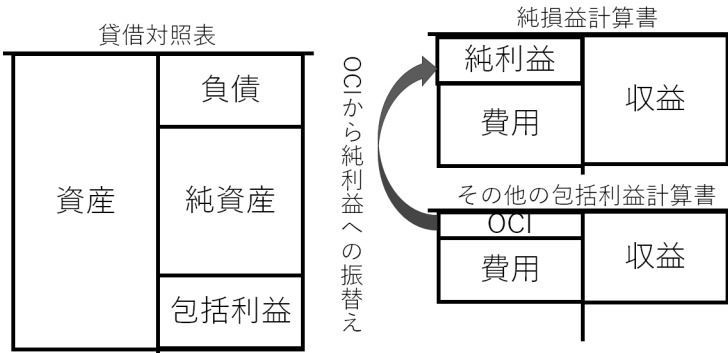 貸借対照表
資産
負債
純資産
包括利益
OCIから純利益への振替え
純損益計算書
純利益
費用
収益
その他の包括利益計算書
OCI
費用
収益